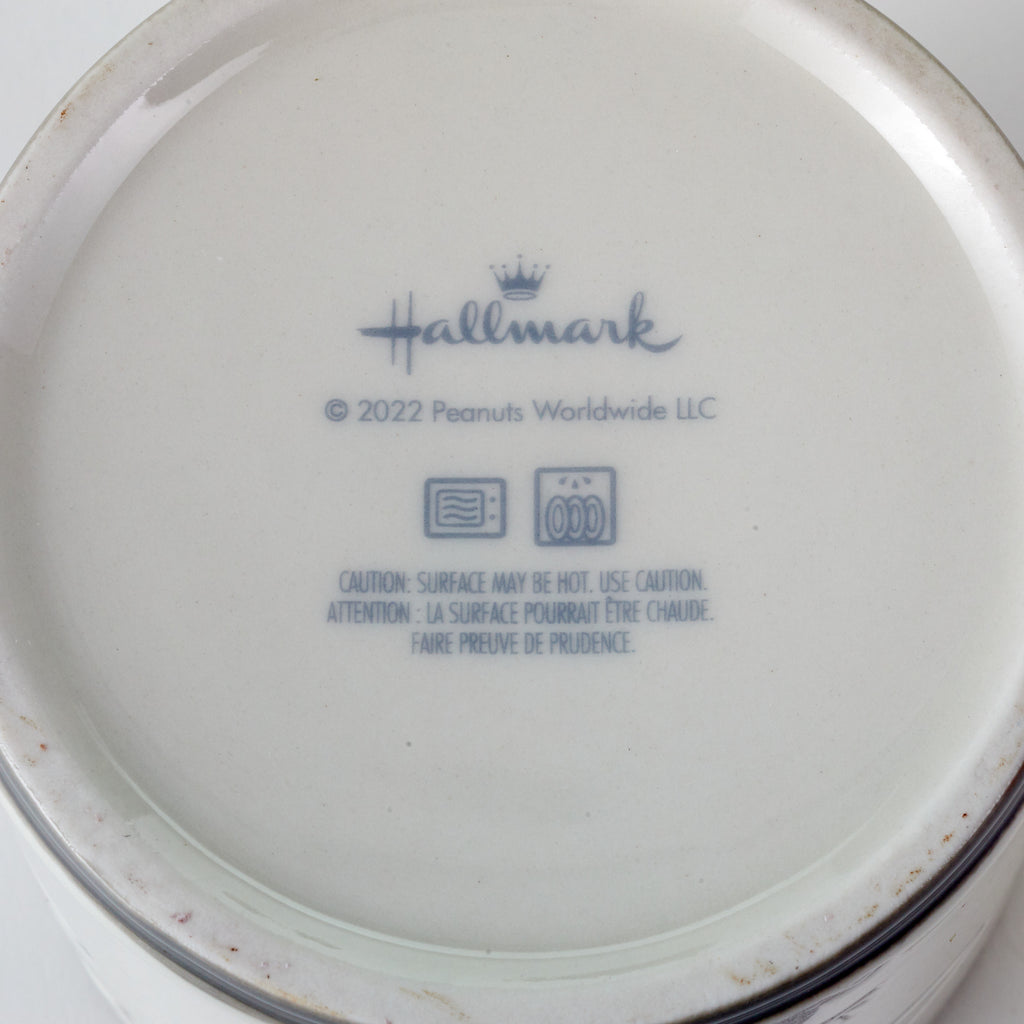 Hallmark
© 2022 Peanuts Worldwide LLC
CAUTION: SURFACE MAY BE HOT. USE CAUTION.
ATTENTION : LA SURFACE POURRAIT ÊTRE CHAUDE.
FAIRE PREUVE DE PRUDENCE.